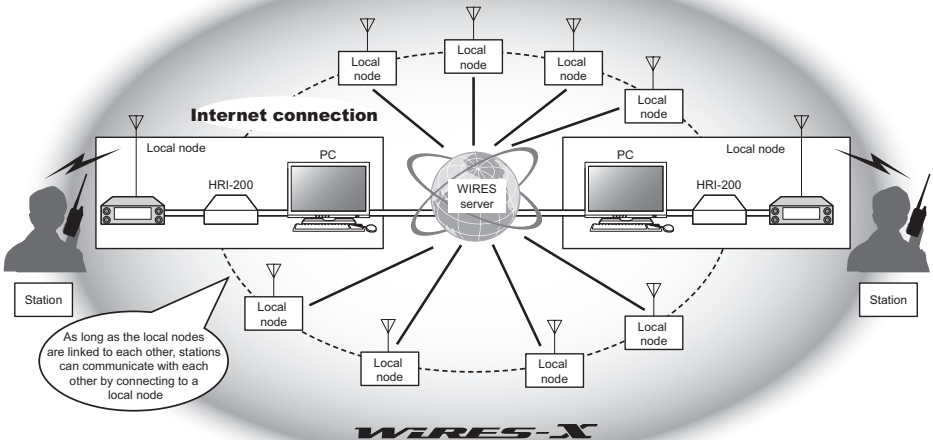 Local
node
Local
node
Local
node
Local
node
Internet connection
Local node
PC
HRI-200
WIRES
server
PC
Local node
HRI-200
Station
Station
Local
node
Local
node
Local
node
Local
node
As long as the local nodes
are linked to each other, stations
can communicate with each
other by connecting to a
local node
WIRES-X